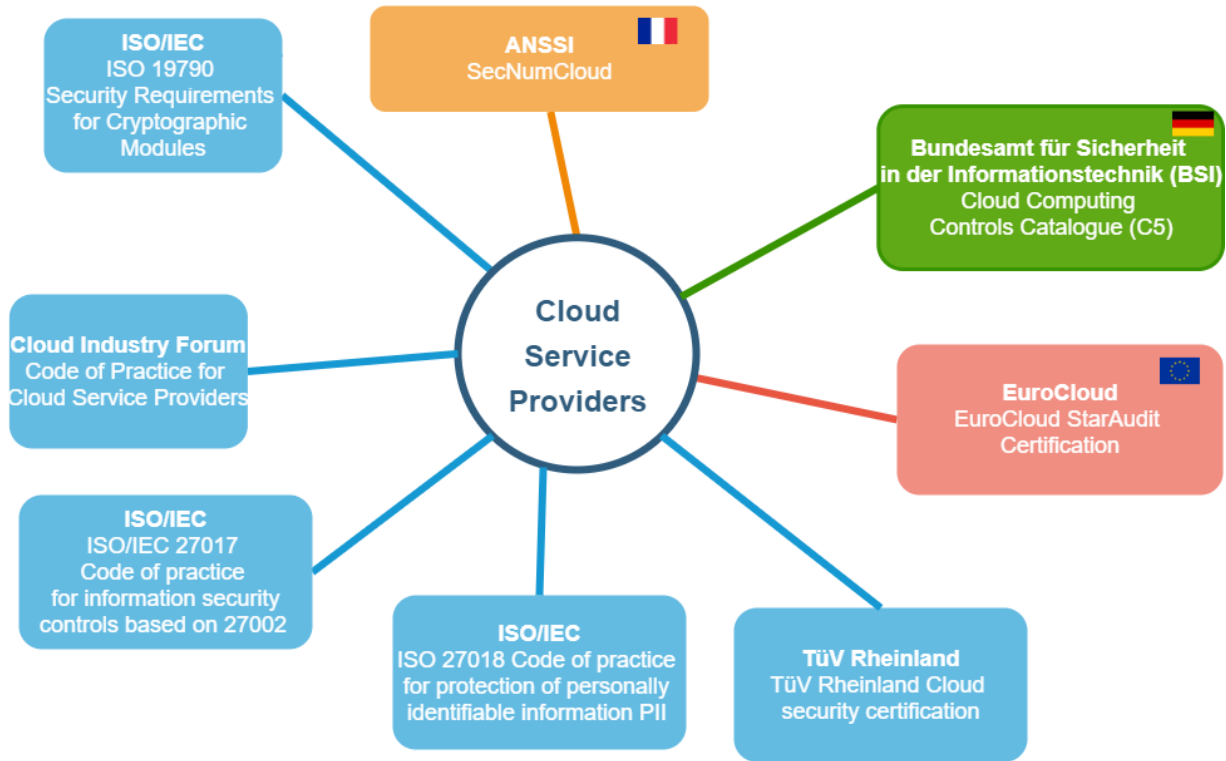 ISO/IEC
ISO 19790
Security Requirements
for Cryptographic
Modules
ANSSI
SecNumCloud
Bundesamt für Sicherheit
in der Informationstechnik (BSI)
Cloud Computing
Controls Catalogue (C5)
Cloud
Service
Providers
Cloud Industry Forum
Code of Practice for
Cloud Service Providers
EuroCloud
EuroCloud StarAudit
Certification
ISO/IEC
ISO/IEC 27017
Code of practice
for information security
controls based on 27002
ISO/IEC
ISO 27018 Code of practice
for protection of personally
identifiable information PII
TüV Rheinland
TüV Rheinland Cloud
security certification